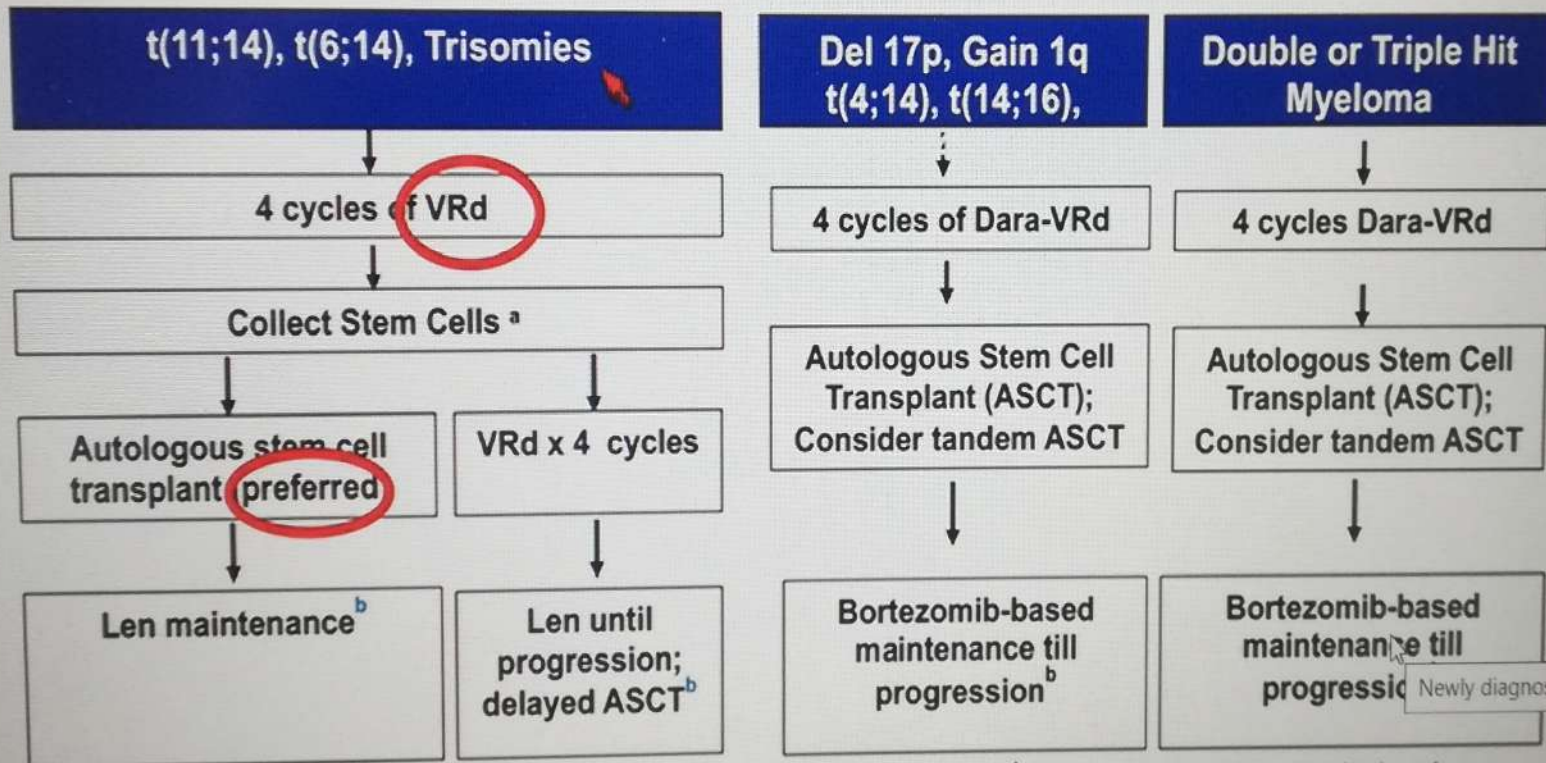 t(11;14), t(6;14), Trisomies
4 cycles of VRd
Collect Stem Cells a
Autologous stem cell
transplant preferred
Len maintenance b
VRd x 4 cycles
Len until
progression;
delayed ASCT b
Del 17p, Gain 1q
t(4;14), t(14;16),
4 cycles of Dara-VRd
Autologous Stem Cell
Transplant (ASCT);
Consider tandem ASCT
Bortezomib-based
maintenance till
progression b
Double or Triple Hit
Myeloma
4 cycles Dara-VRd
Autologous Stem Cell
Transplant (ASCT);
Consider tandem ASCT
Bortezomib-based
maintenance till
progressio
Newly diagnos